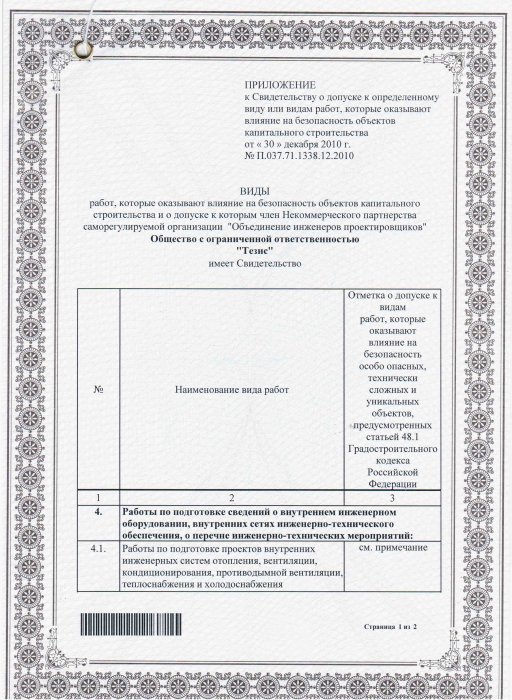 ПРИЛОЖЕНИЕ
к Свидетельству о допуске к определенному
виду или видам работ, которые оказывают
влияние на безопасность объектов
капитального строительства
от « 30 » декабря 2010 г.
№ П.037.71.1338.12.2010
ВИДЫ
работ, которые оказывают влияние на безопасность объектов капитального
строительства и о допуске к которым член Некоммерческого партнерства
саморегулируемой организации "Объединение инженеров проектировщиков"
Общество с ограниченной ответственностью
"Тезис"
имеет Свидетельство
№
Наименование вида работ
Отметка о допуске к
видам
работ, которые
оказывают
влияние на
безопасность
особо опасных,
технически
сложных и
уникальных
объектов,
предусмотренных
статьей 48.1
Градостроительного
кодекса
Российской
Федерации
1 2 3
4. Работы по подготовке сведений о внутреннем инженерном
оборудовании, внутренних сетях инженерно-технического
обеспечения, о перечне инженерно-технических мероприятий:
4.1. Работы по подготовке проектов внутренних см. примечание
инженерных систем отопления, вентиляции,
кондиционирования, противодымной вентиляции,
теплоснабжения и холодоснабжения
Страница 1 из 2